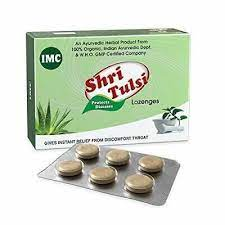 IMC
An Ayurvedic Herbal Product From
100% Organic, Indian Ayurvedic Dept.
& W.H.O. GMP Certified Company
Shri
Tulsi
Protects
Diseases
Lozenges
GIVES INSTANT RELIEF FROM DISCOMFORT THROAT